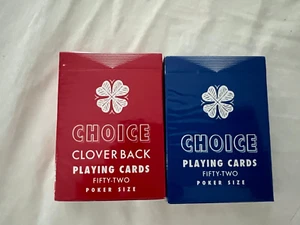 CHOICE
CLOVER BACK
PLAYING CARDS
FIFTY-TWO
POKER SIZE
CHOICE
PLAYING CARDS
FIFTY-TWO
POKER SIZE